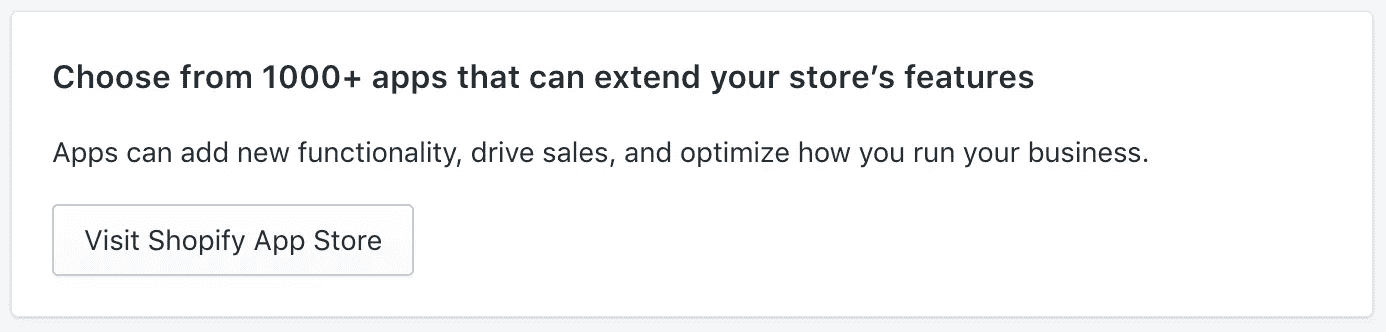 Choose from 1000+ apps that can extend your store’s features
Apps can add new functionality, drive sales, and optimize how you run your business.
Visit Shopify App Store